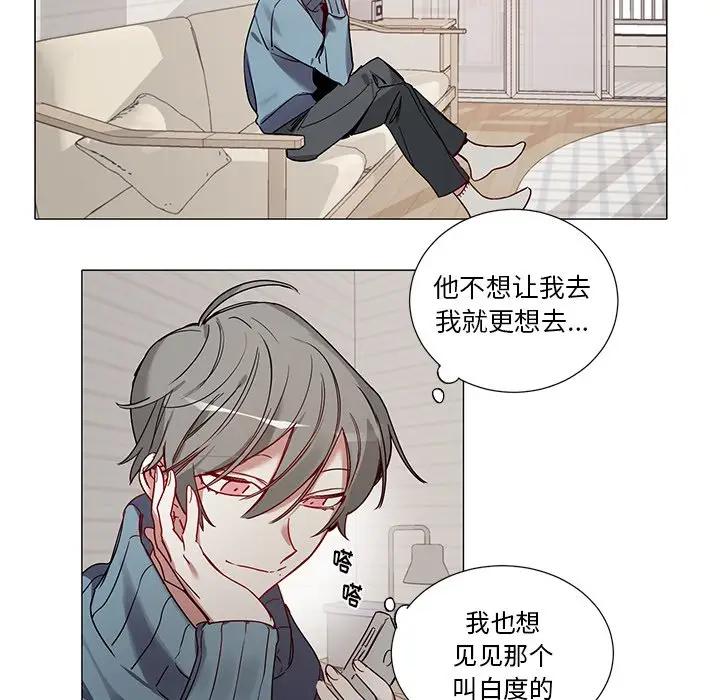 他不想让我去
我就更想去…
嗒
嗒
我也想
见见那个
叫白度的